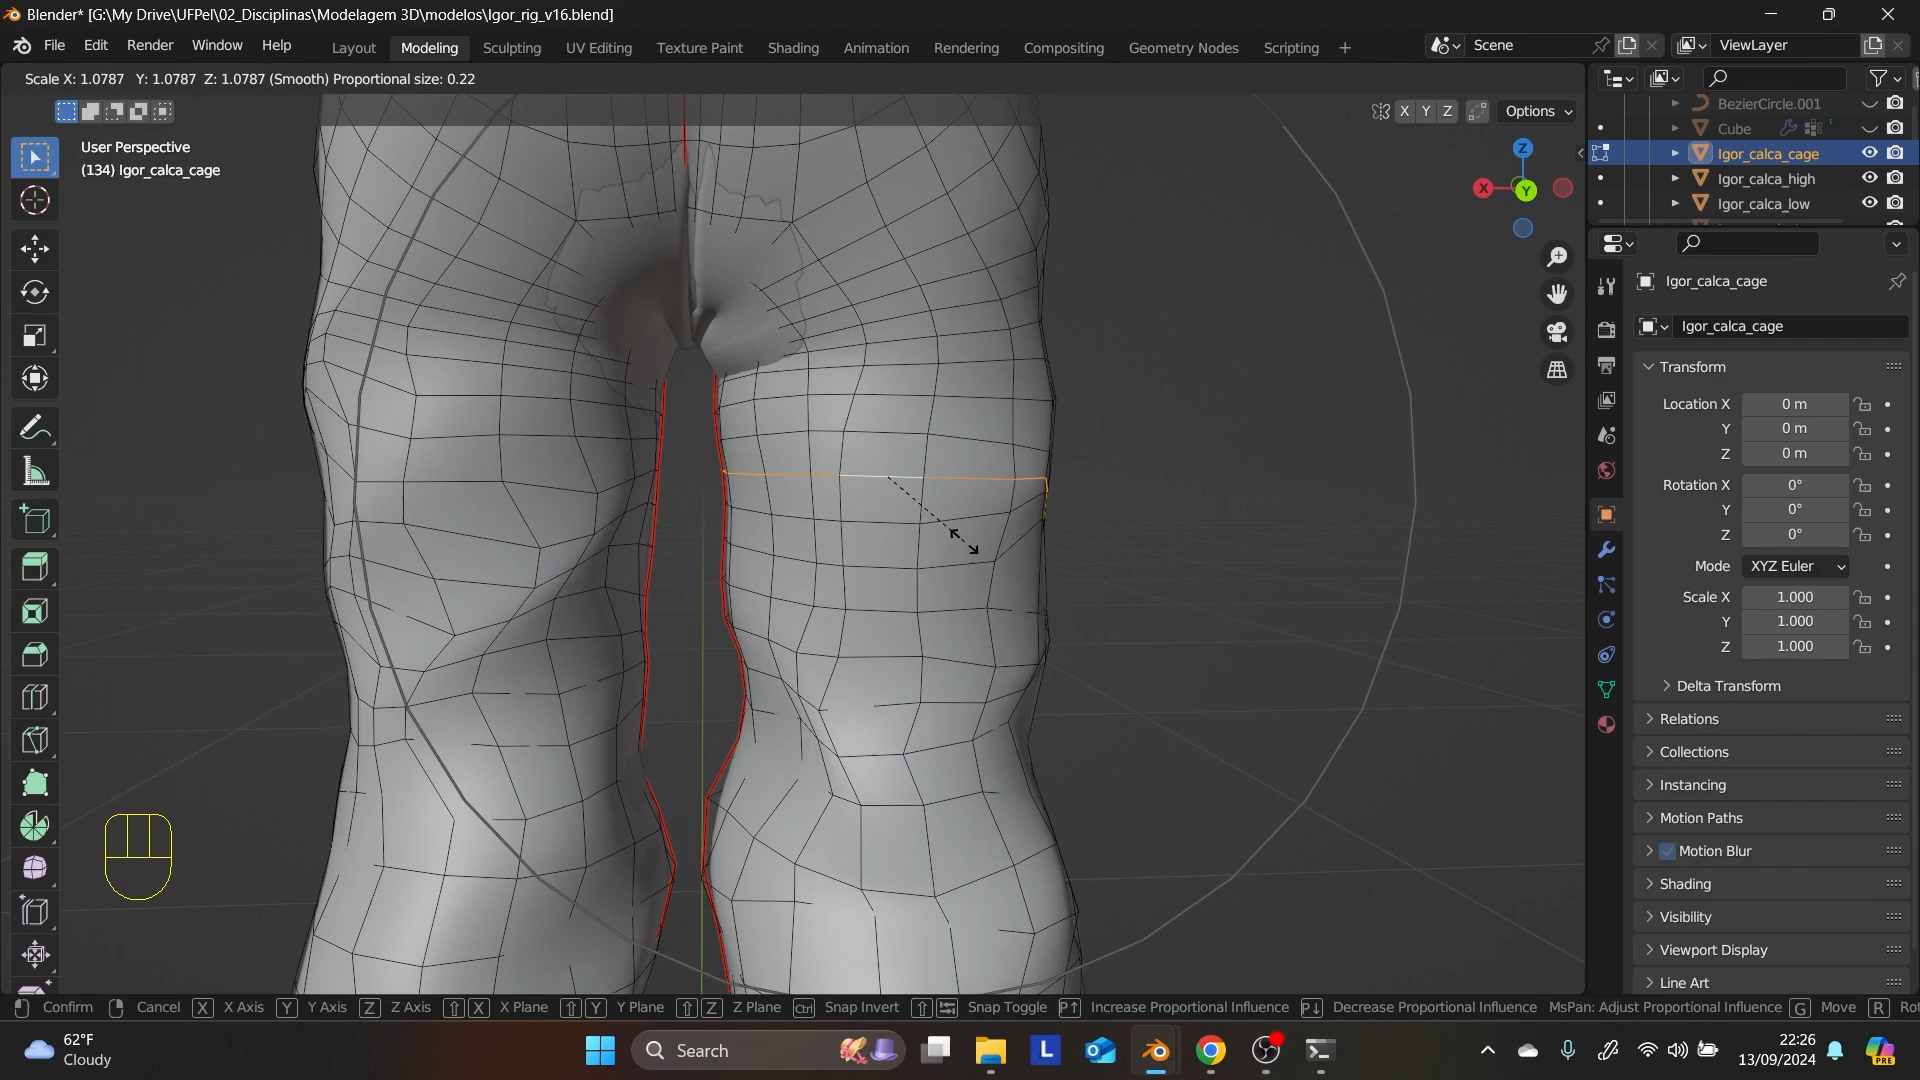 Blender* [G:\My Drive\UFPel\02_Disciplinas\Modelagem 3D\modelos\Igor_rig_v16.blend]
File Edit Render Window Help
Layout Modeling Sculpting UV Editing Texture Paint Shading Animation Rendering Compositing Geometry Nodes Scripting +
Scene
ViewLayer
Scale X: 1.0787 Y: 1.0787 Z: 1.0787 (Smooth) Proportional size: 0.22
X Y Z
Options
User Perspective
(134) Igor_calca_cage
Z
X
Y
BezierCircle.001
Cube
Igor_calca_cage
Igor_calca_high
Igor_calca_low
Igor_calca_cage
Igor_calca_cage
Transform
Location X 0 m
Y 0 m
Z 0 m
Rotation X 0°
Y 0°
Z 0°
Mode XYZ Euler
Scale X 1.000
Y 1.000
Z 1.000
Delta Transform
Relations
Collections
Instancing
Motion Paths
Motion Blur
Shading
Visibility
Viewport Display
Line Art
Confirm Cancel X X Axis Y Y Axis Z Z Axis X X Plane Y Y Plane Z Z Plane Ctrl Snap Invert Snap Toggle P↑ Increase Proportional Influence P↓ Decrease Proportional Influence MsPan: Adjust Proportional Influence G Move R Rot
62°F
Cloudy
Search
L
PRE
22:26
13/09/2024